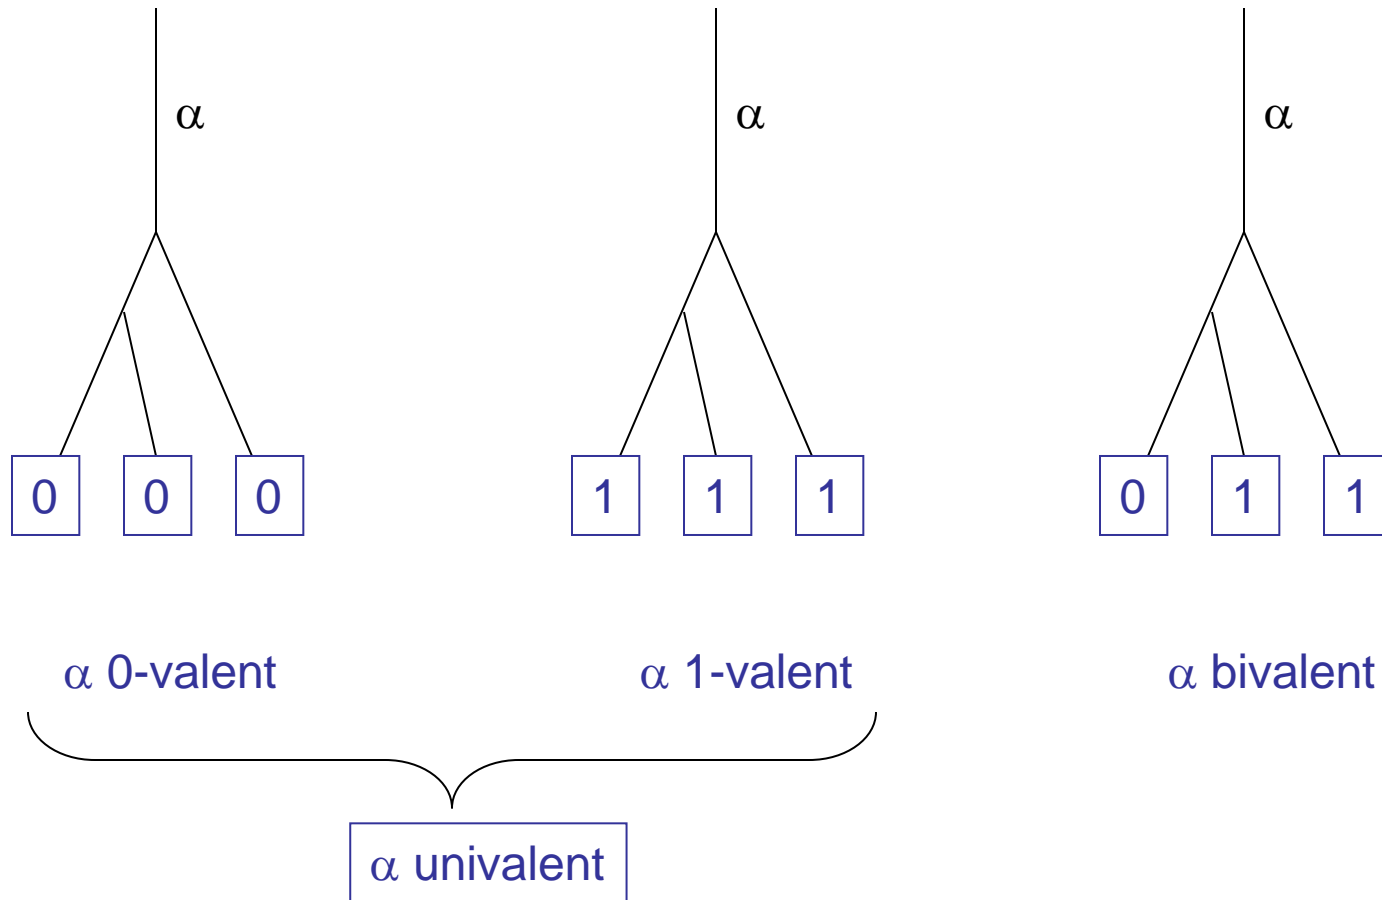 α α α
0 0 0 1 1 1 0 1 1
α 0-valent α 1-valent α bivalent
α univalent